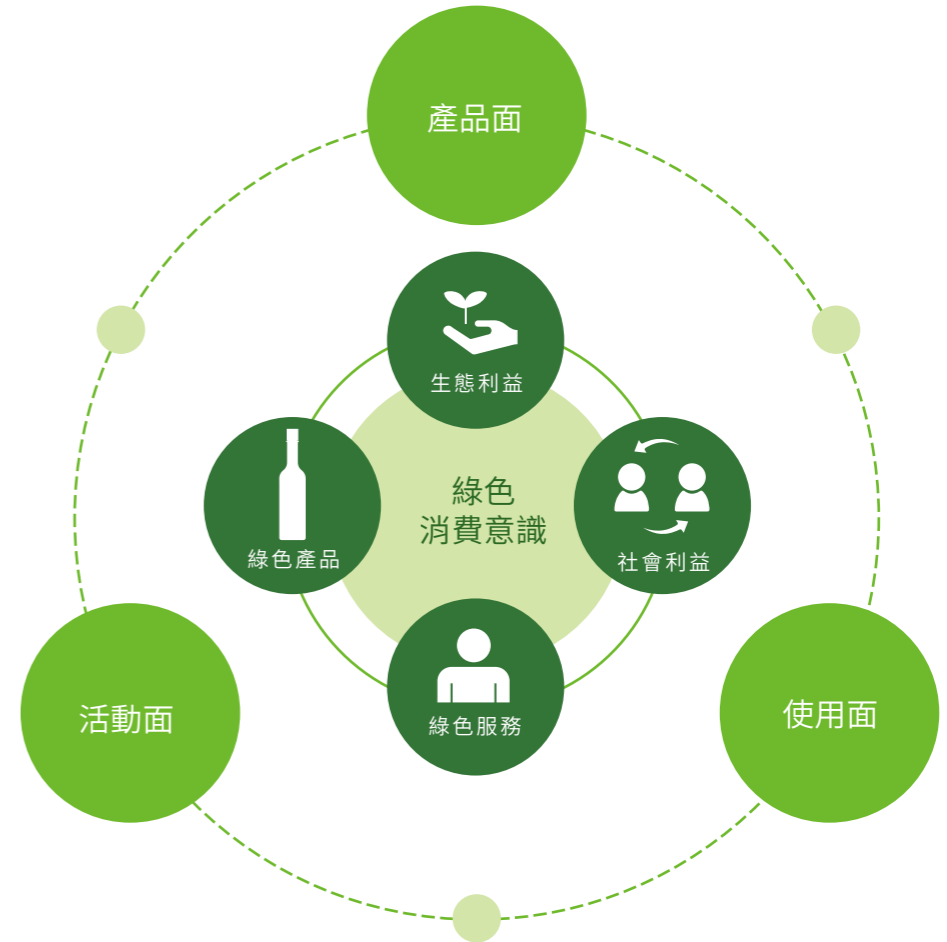 產品面
生態利益
綠色
消費意識
綠色產品
社會利益
綠色服務
活動面
使用面